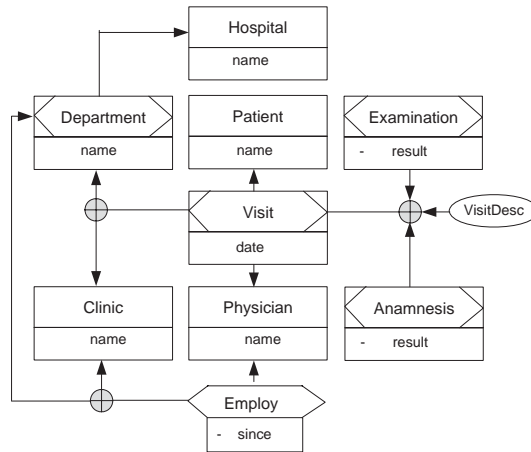 Hospital
name
Department
name
Patient
name
Examination
- result
Visit
date
VisitDesc
Clinic
name
Physician
name
Anamnesis
- result
Employ
- since